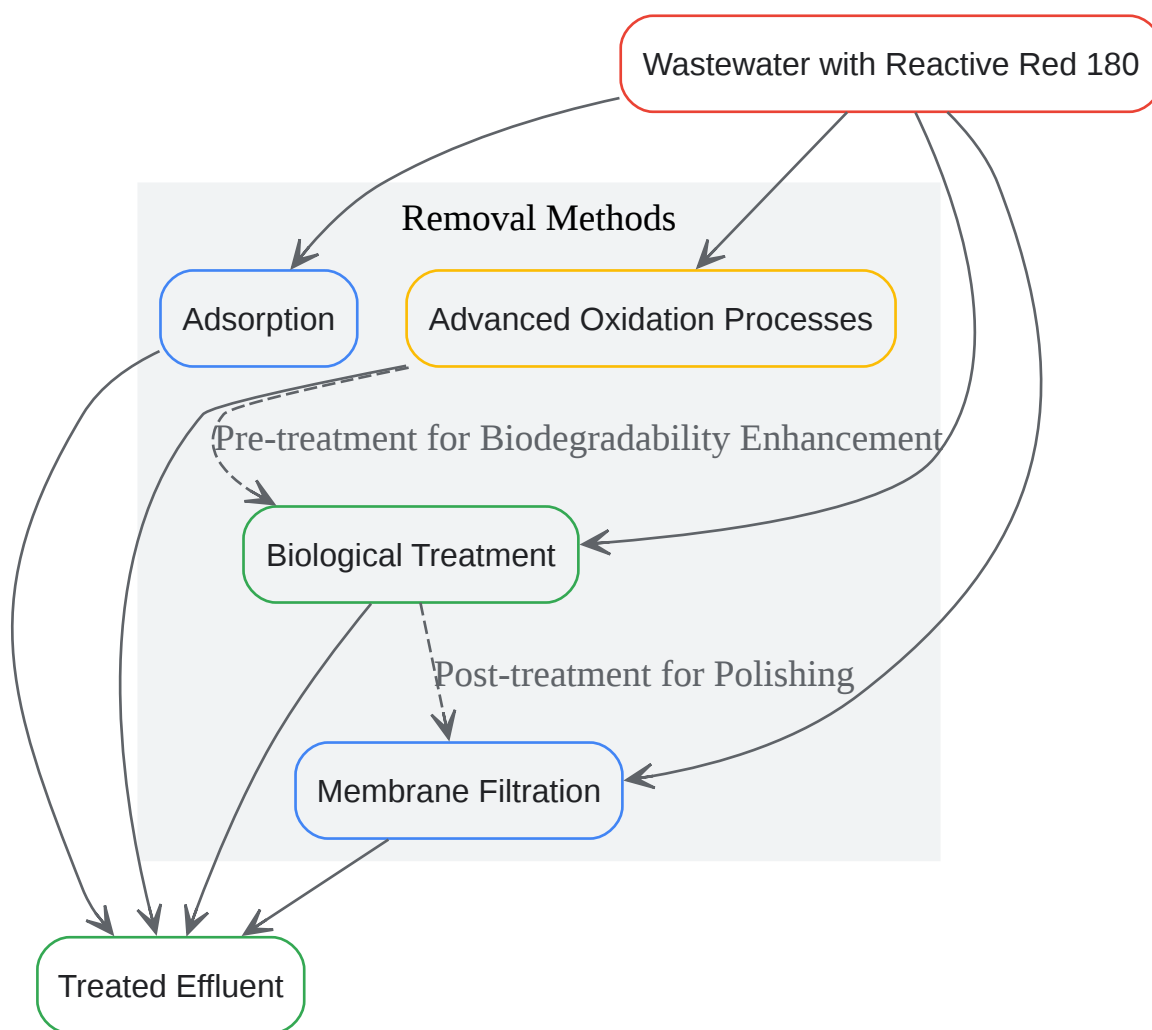 Wastewater with Reactive Red 180
Removal Methods
Adsorption
Advanced Oxidation Processes
Pre-treatment for Biodegradability Enhancement
Biological Treatment
Post-treatment for Polishing
Membrane Filtration
Treated Effluent